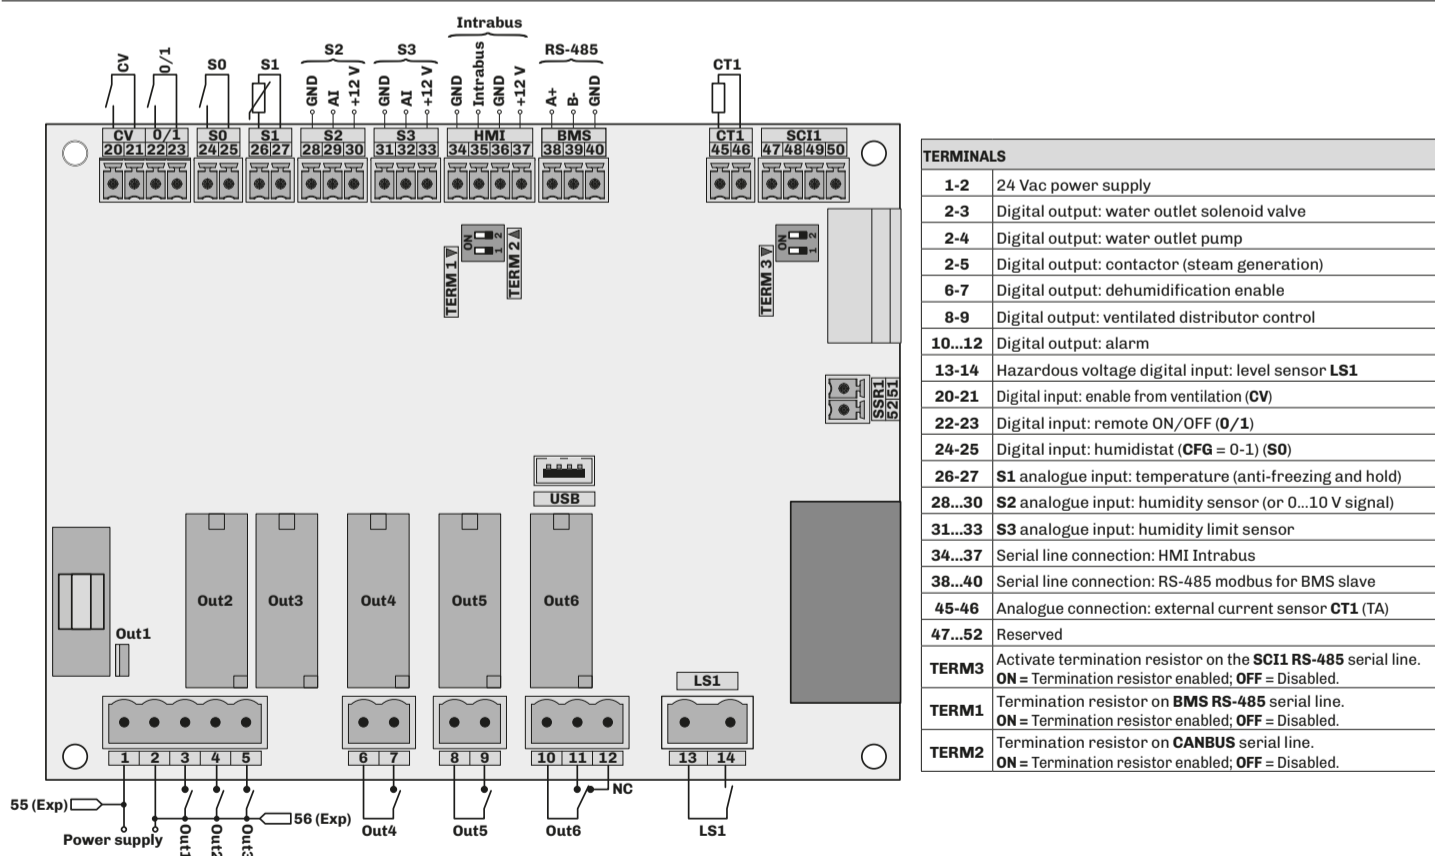 Intrabus
S2 S3 RS-485
CV 0/1 S0 S1 GND AI +12 V GND AI +12 V GND Intrabus GND +12 V A+ B- GND CT1
CV 0/1 S0 S1 S2 S3 HMI BMS CT1 SCI1
20 21 22 23 24 25 26 27 28 29 30 31 32 33 34 35 36 37 38 39 40 45 46 47 48 49 50
ON 1 2
TERM 1 ▼
TERM 2 ▲
ON 1 2
TERM 3 ▼
SSR1
52 51
USB
Out1
Out2 Out3 Out4 Out5 Out6
LS1
1 2 3 4 5 6 7 8 9 10 11 12 13 14
55 (Exp)
56 (Exp)
NC
Power supply
Out1 Out2 Out3
Out4 Out5 Out6 LS1
TERMINALS
1-2 24 Vac power supply
2-3 Digital output: water outlet solenoid valve
2-4 Digital output: water outlet pump
2-5 Digital output: contactor (steam generation)
6-7 Digital output: dehumidification enable
8-9 Digital output: ventilated distributor control
10...12 Digital output: alarm
13-14 Hazardous voltage digital input: level sensor LS1
20-21 Digital input: enable from ventilation (CV)
22-23 Digital input: remote ON/OFF (0/1)
24-25 Digital input: humidistat (CFG = 0-1) (S0)
26-27 S1 analogue input: temperature (anti-freezing and hold)
28...30 S2 analogue input: humidity sensor (or 0...10 V signal)
31...33 S3 analogue input: humidity limit sensor
34...37 Serial line connection: HMI Intrabus
38...40 Serial line connection: RS-485 modbus for BMS slave
45-46 Analogue connection: external current sensor CT1 (TA)
47...52 Reserved
TERM3 Activate termination resistor on the SCI1 RS-485 serial line.
ON = Termination resistor enabled; OFF = Disabled.
TERM1 Termination resistor on BMS RS-485 serial line.
ON = Termination resistor enabled; OFF = Disabled.
TERM2 Termination resistor on CANBUS serial line.
ON = Termination resistor enabled; OFF = Disabled.